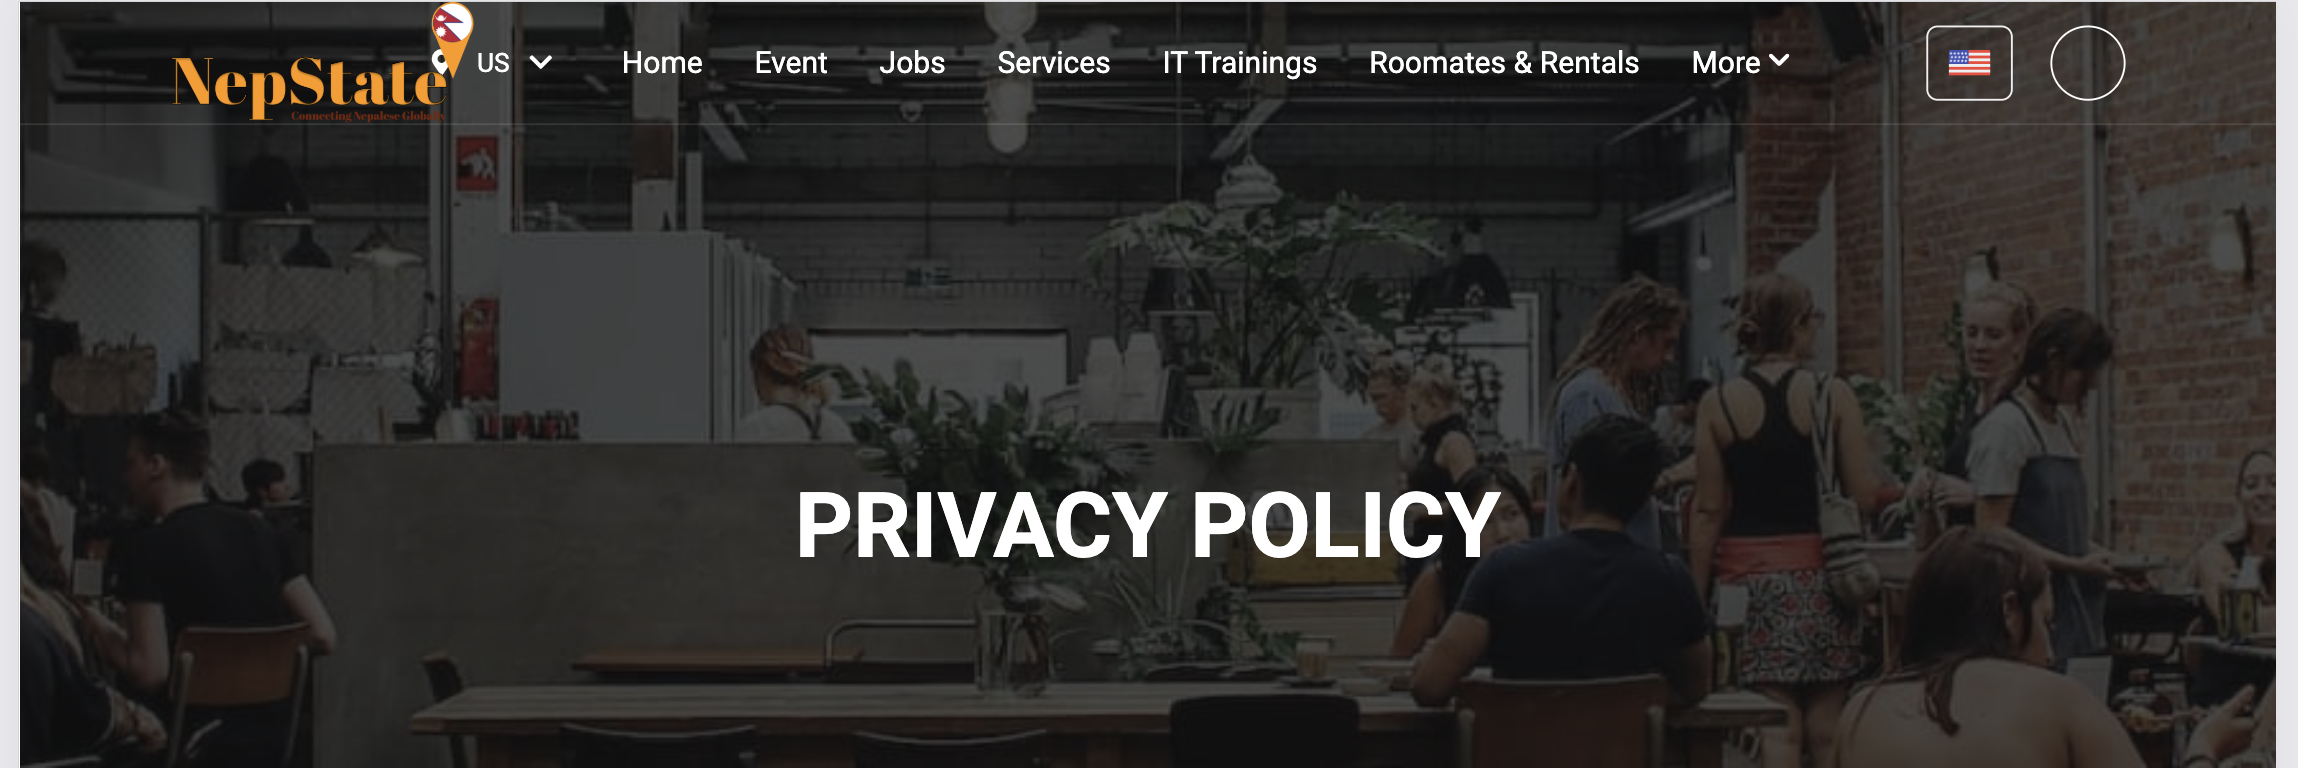 NepState
Connecting Nepalese Globally
US
Home
Event
Jobs
Services
IT Trainings
Roomates & Rentals
More
PRIVACY POLICY